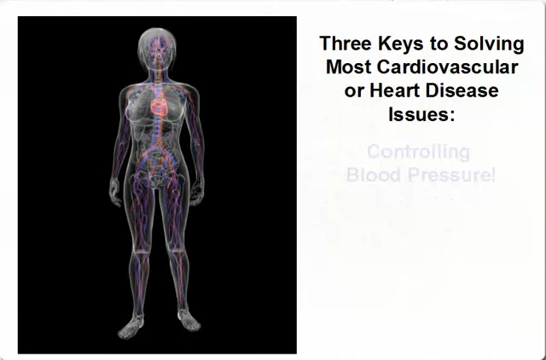 Three Keys to Solving
Most Cardiovascular
or Heart Disease
Issues:
Controlling
Blood Pressure!